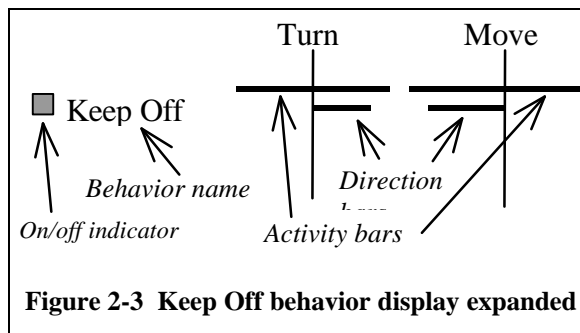 Turn Move
Keep Off
Behavior name
Direction
On/off indicator
Activity bars
Figure 2-3 Keep Off behavior display expanded